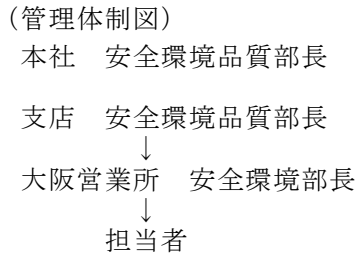 （管理体制図）
本社　安全環境品質部長
支店　安全環境品質部長
↓
大阪営業所　安全環境部長
↓
担当者